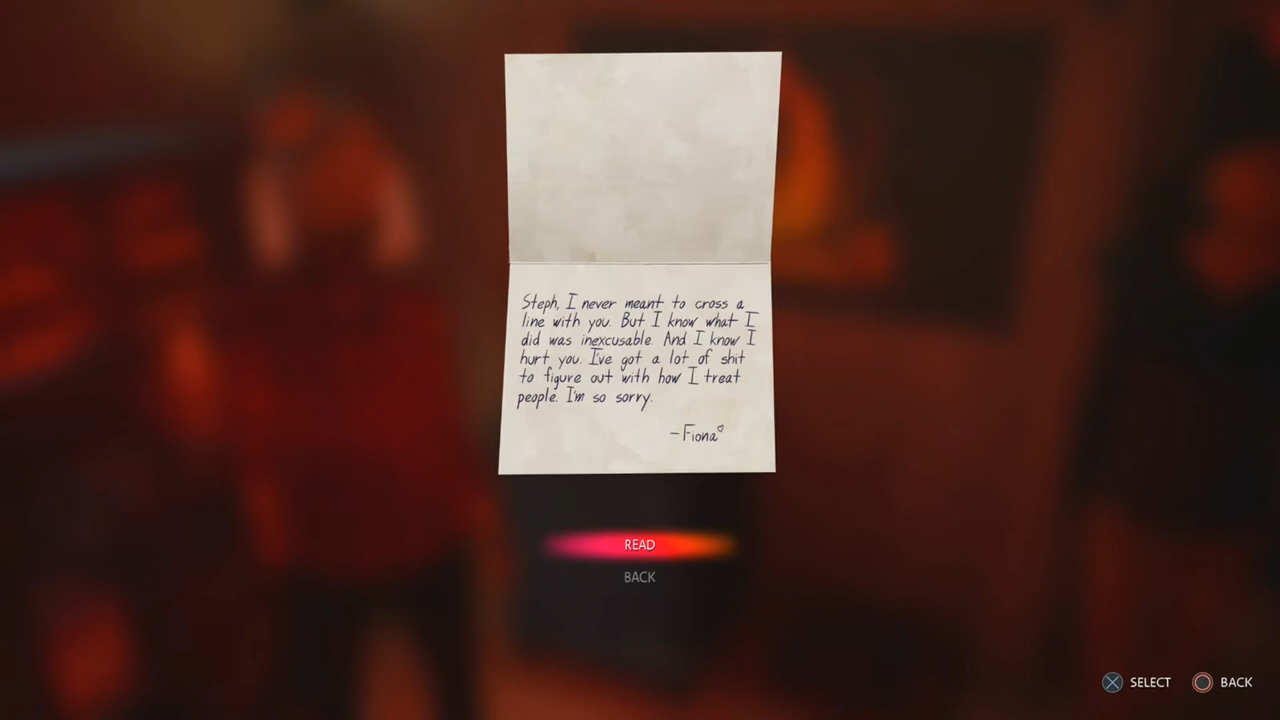 Steph, I never meant to cross a
line with you. But I know what I
did was inexcusable. And I know I
hurt you. I've got a lot of shit
to figure out with how I treat
people. I'm so sorry.
- Fiona
READ
BACK
SELECT BACK